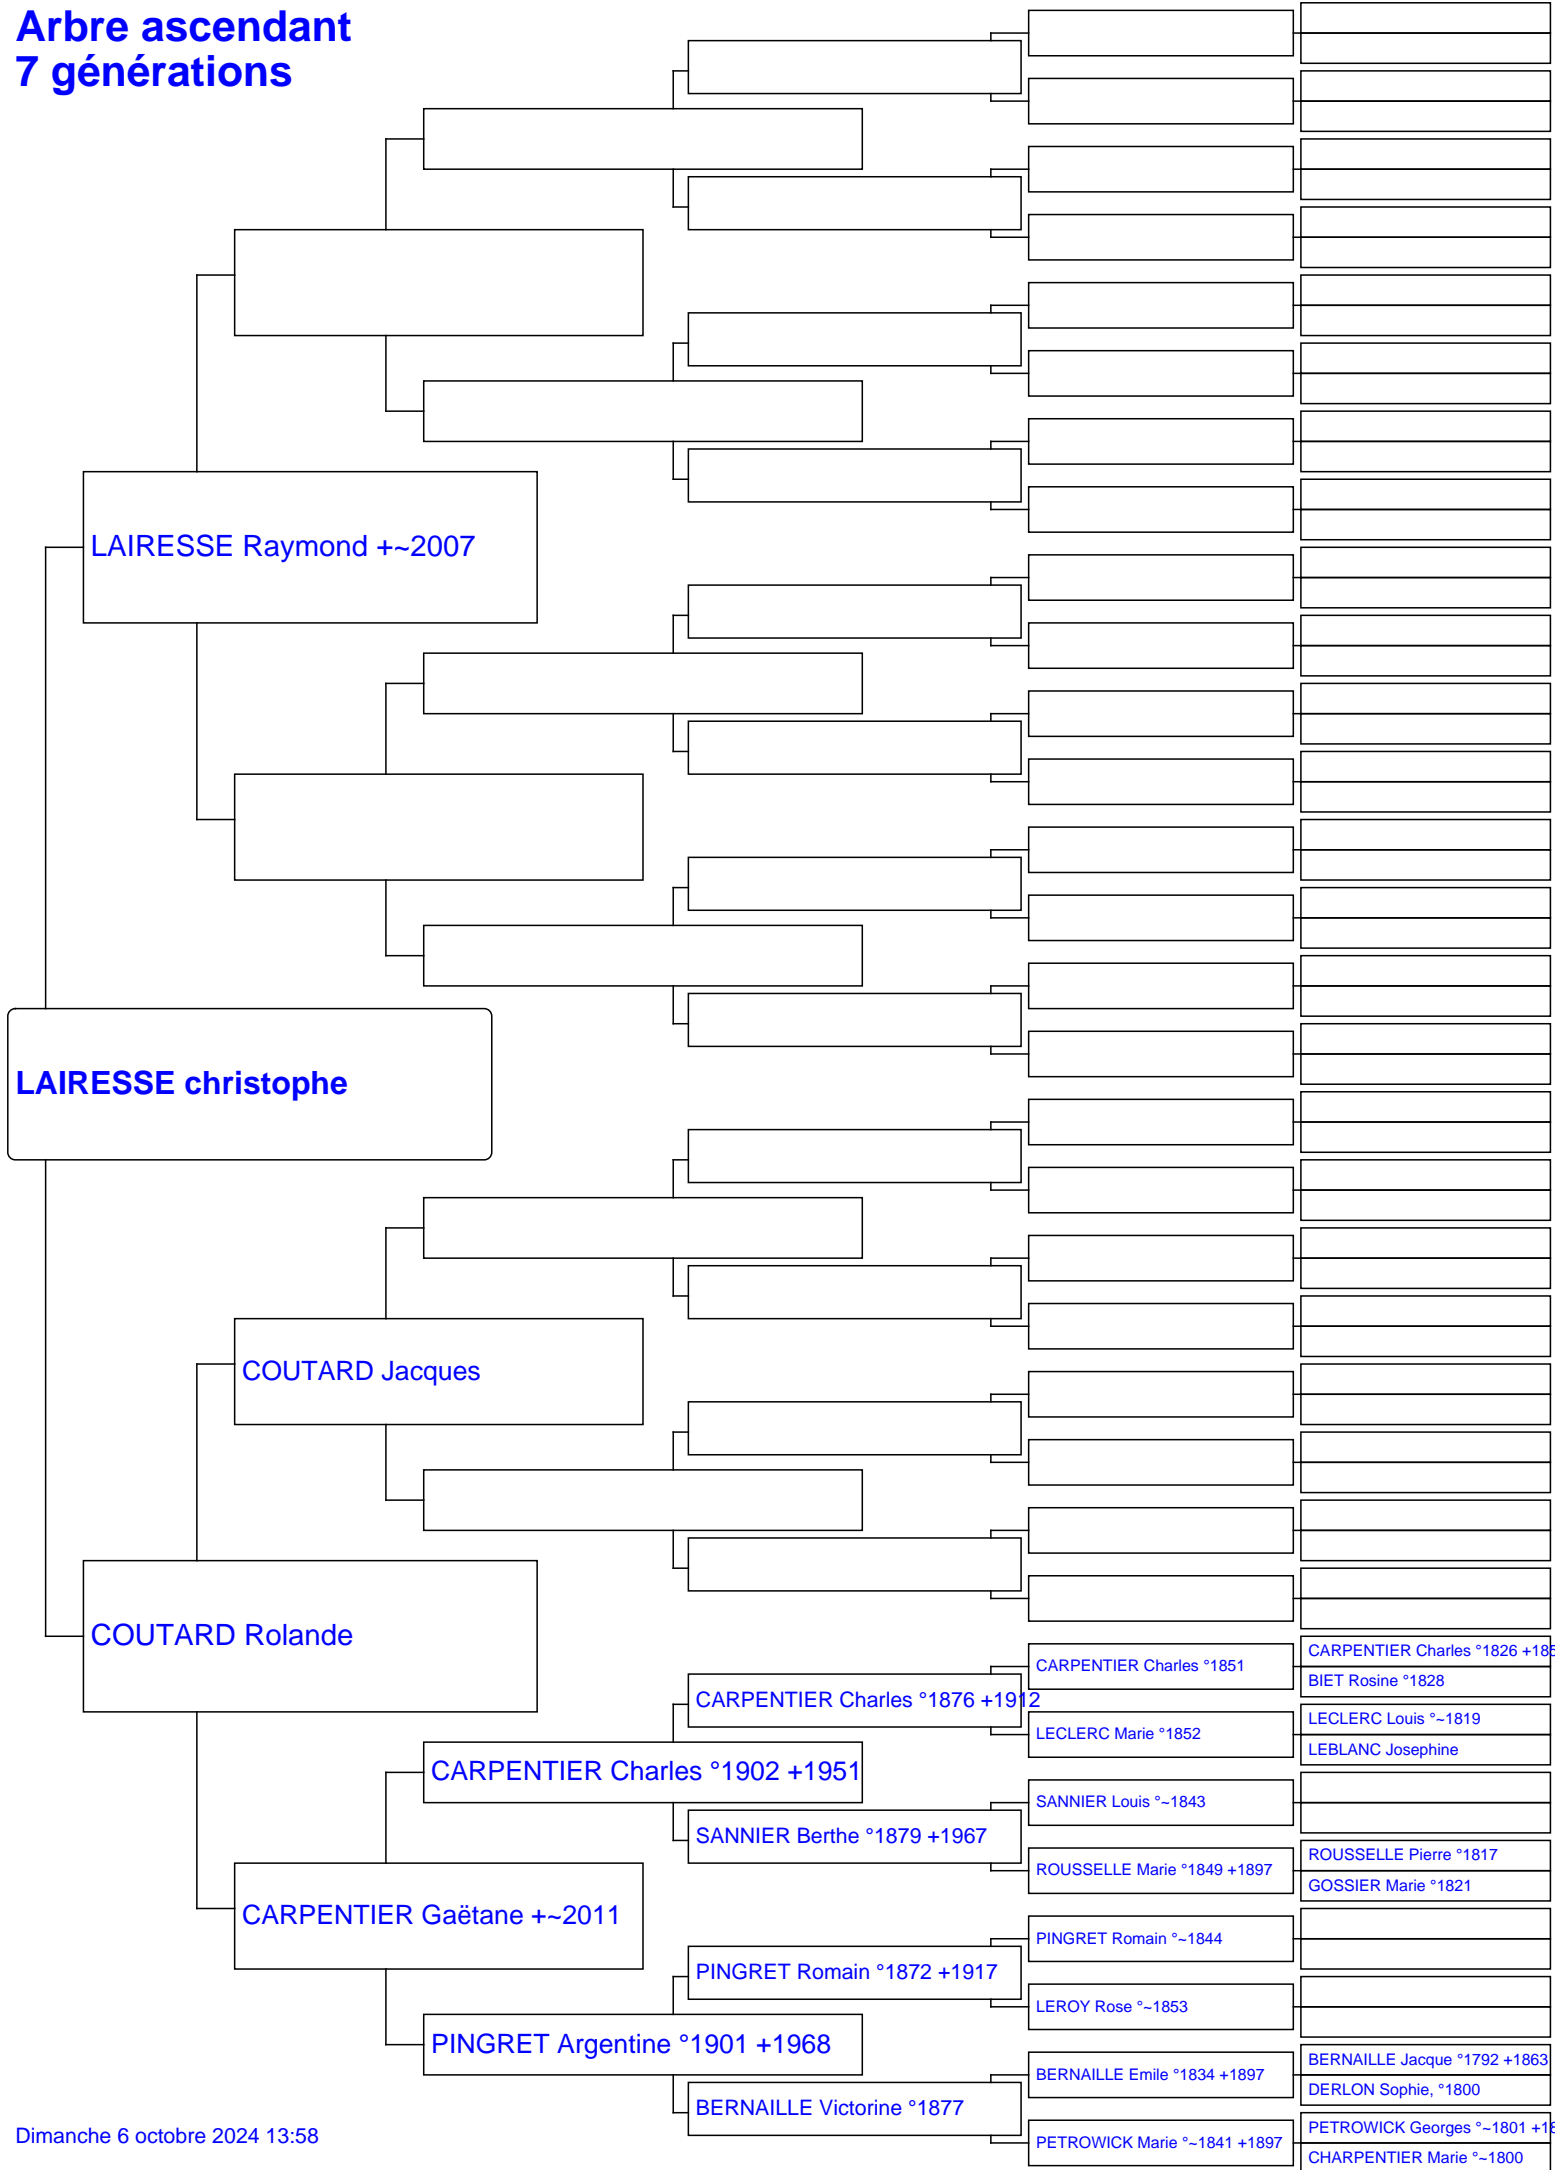 Arbre ascendant
7 générations
LAIRESSE Raymond +~2007
LAIRESSE christophe
COUTARD Jacques
COUTARD Rolande
CARPENTIER Charles °1826 +185
CARPENTIER Charles °1851
BIET Rosine °1828
CARPENTIER Charles °1876 +1912
LECLERC Louis °~1819
LECLERC Marie °1852
LEBLANC Josephine
CARPENTIER Charles °1902 +1951
SANNIER Louis °~1843
SANNIER Berthe °1879 +1967
ROUSSELLE Pierre °1817
ROUSSELLE Marie °1849 +1897
GOSSIER Marie °1821
CARPENTIER Gaëtane +~2011
PINGRET Romain °~1844
PINGRET Romain °1872 +1917
LEROY Rose °~1853
PINGRET Argentine °1901 +1968
BERNAILLE Jacque °1792 +1863
BERNAILLE Emile °1834 +1897
DERLON Sophie, °1800
BERNAILLE Victorine °1877
PETROWICK Georges °~1801 +18
PETROWICK Marie °~1841 +1897
CHARPENTIER Marie °~1800
Dimanche 6 octobre 2024 13:58